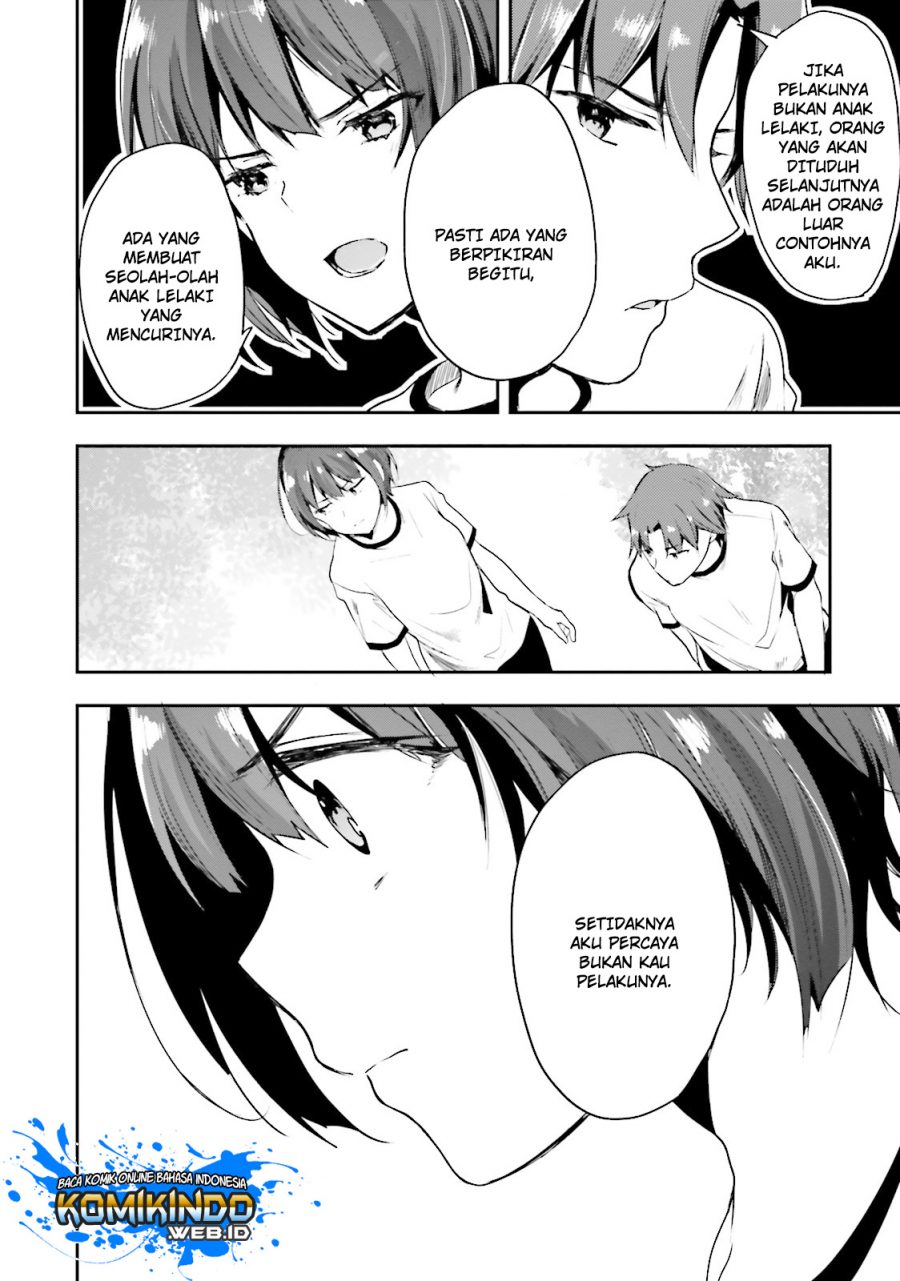 JIKA
PELAKUNYA
BUKAN ANAK
LELAKI, ORANG
YANG AKAN
DITUDUH
SELANJUTNYA
ADALAH ORANG
LUAR
CONTOHNYA
AKU.
PASTI ADA YANG
BERPIKIRAN
BEGITU,
ADA YANG
MEMBUAT
SEOLAH-OLAH
ANAK LELAKI
YANG
MENCURINYA.
SETIDAKNYA
AKU PERCAYA
BUKAN KAU
PELAKUNYA.
BACA KOMIK ONLINE BAHASA INDONESIA
KOMIKINDO
.WEB.ID